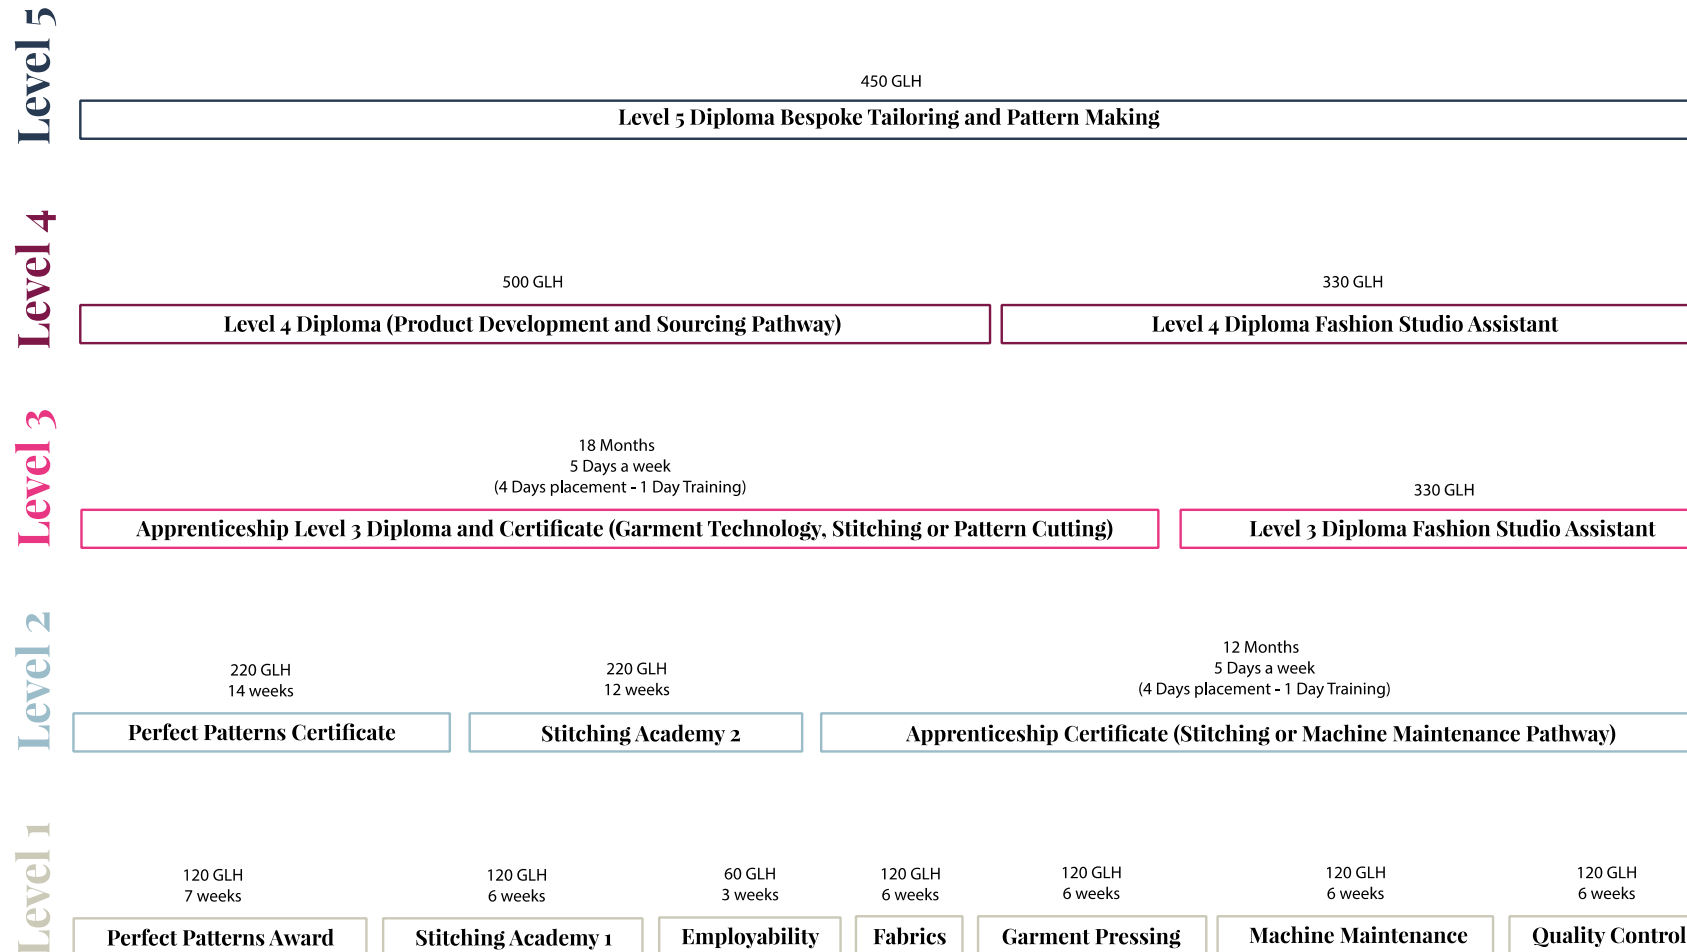 Level 5
450 GLH
Level 5 Diploma Bespoke Tailoring and Pattern Making
Level 4
500 GLH
Level 4 Diploma (Product Development and Sourcing Pathway)
330 GLH
Level 4 Diploma Fashion Studio Assistant
Level 3
18 Months
5 Days a week
(4 Days placement - 1 Day Training)
Apprenticeship Level 3 Diploma and Certificate (Garment Technology, Stitching or Pattern Cutting)
330 GLH
Level 3 Diploma Fashion Studio Assistant
Level 2
220 GLH
14 weeks
Perfect Patterns Certificate
220 GLH
12 weeks
Stitching Academy 2
12 Months
5 Days a week
(4 Days placement - 1 Day Training)
Apprenticeship Certificate (Stitching or Machine Maintenance Pathway)
Level 1
120 GLH
7 weeks
Perfect Patterns Award
120 GLH
6 weeks
Stitching Academy 1
60 GLH
3 weeks
Employability
120 GLH
6 weeks
Fabrics
120 GLH
6 weeks
Garment Pressing
120 GLH
6 weeks
Machine Maintenance
120 GLH
6 weeks
Quality Control